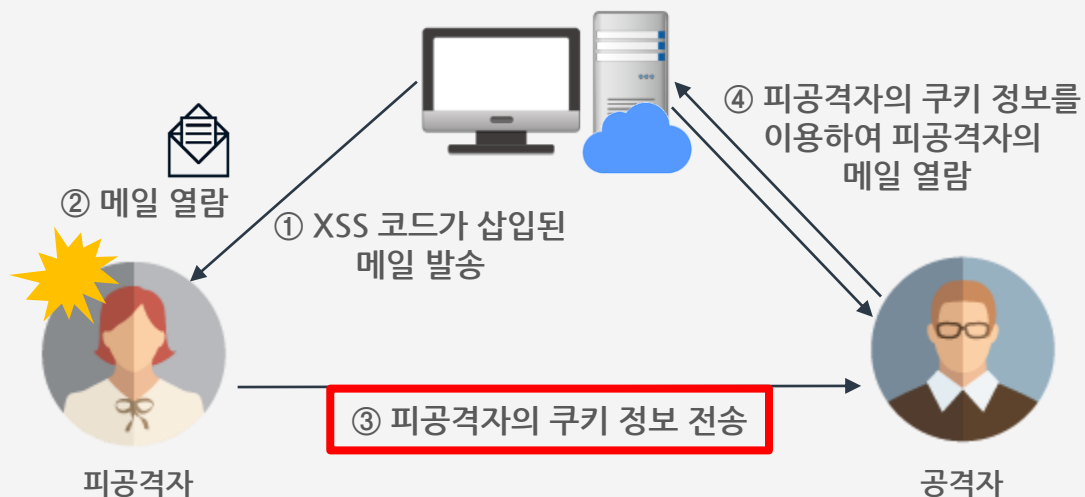 ④ 피공격자의 쿠키 정보를
이용하여 피공격자의
메일 열람
② 메일 열람
① XSS 코드가 삽입된
메일 발송
③ 피공격자의 쿠키 정보 전송
피공격자
공격자